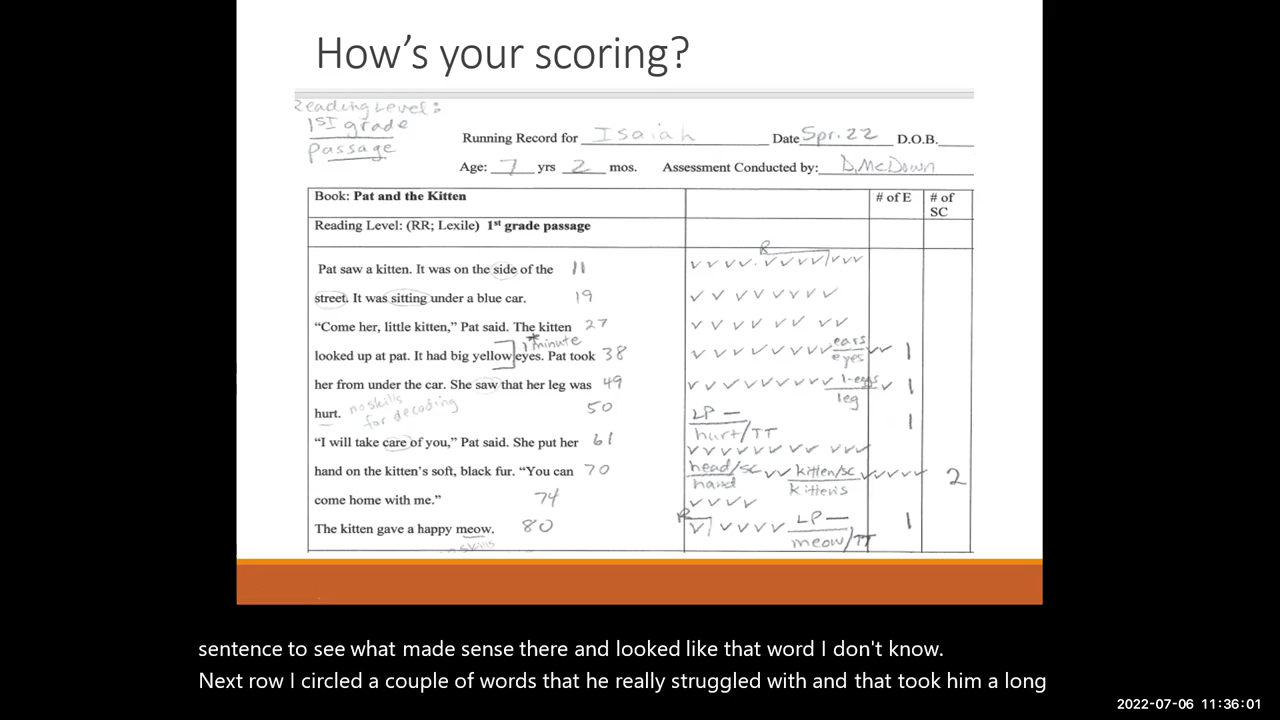 How's your scoring?
Reading Level:
1ST grade
passage
Running Record for Isaiah Date Spr. 22 D.O.B.
Age: 7 yrs 2 mos. Assessment Conducted by: D. McDown
Book: Pat and the Kitten # of E # of SC
Reading Level: (RR; Lexile) 1st grade passage
R
Pat saw a kitten. It was on the side of the 11 ✓ ✓ ✓ ✓ ✓ ✓ ✓ ✓ ✓ ✓ ✓
street. It was sitting under a blue car. 19 ✓ ✓ ✓ ✓ ✓ ✓ ✓ ✓
"Come her, little kitten," Pat said. The kitten 27 ✓ ✓ ✓ ✓ ✓ ✓ ✓ ✓
1 minute
looked up at pat. It had big yellow] eyes. Pat took 38 ✓ ✓ ✓ ✓ ✓ ✓ ✓ ✓ ears/eyes ✓ ✓ 1
her from under the car. She saw that her leg was 49 ✓ ✓ ✓ ✓ ✓ ✓ ✓ ✓ ✓ leg ✓ 1
hurt. no skills for decoding 50 LP — hurt/TT 1
"I will take care of you," Pat said. She put her 61 ✓ ✓ ✓ ✓ ✓ ✓ ✓ ✓ ✓ ✓ ✓
hand on the kitten's soft, black fur. "You can 70 head/SC hand ✓ ✓ kitten/SC kitten's ✓ ✓ ✓ ✓ ✓ 2
come home with me." 74 ✓ ✓ ✓ ✓
The kitten gave a happy meow. 80 R ✓ ✓ ✓ ✓ ✓ LP — meow/TT 1
skills
sentence to see what made sense there and looked like that word I don't know.
Next row I circled a couple of words that he really struggled with and that took him a long
2022-07-06 11:36:01